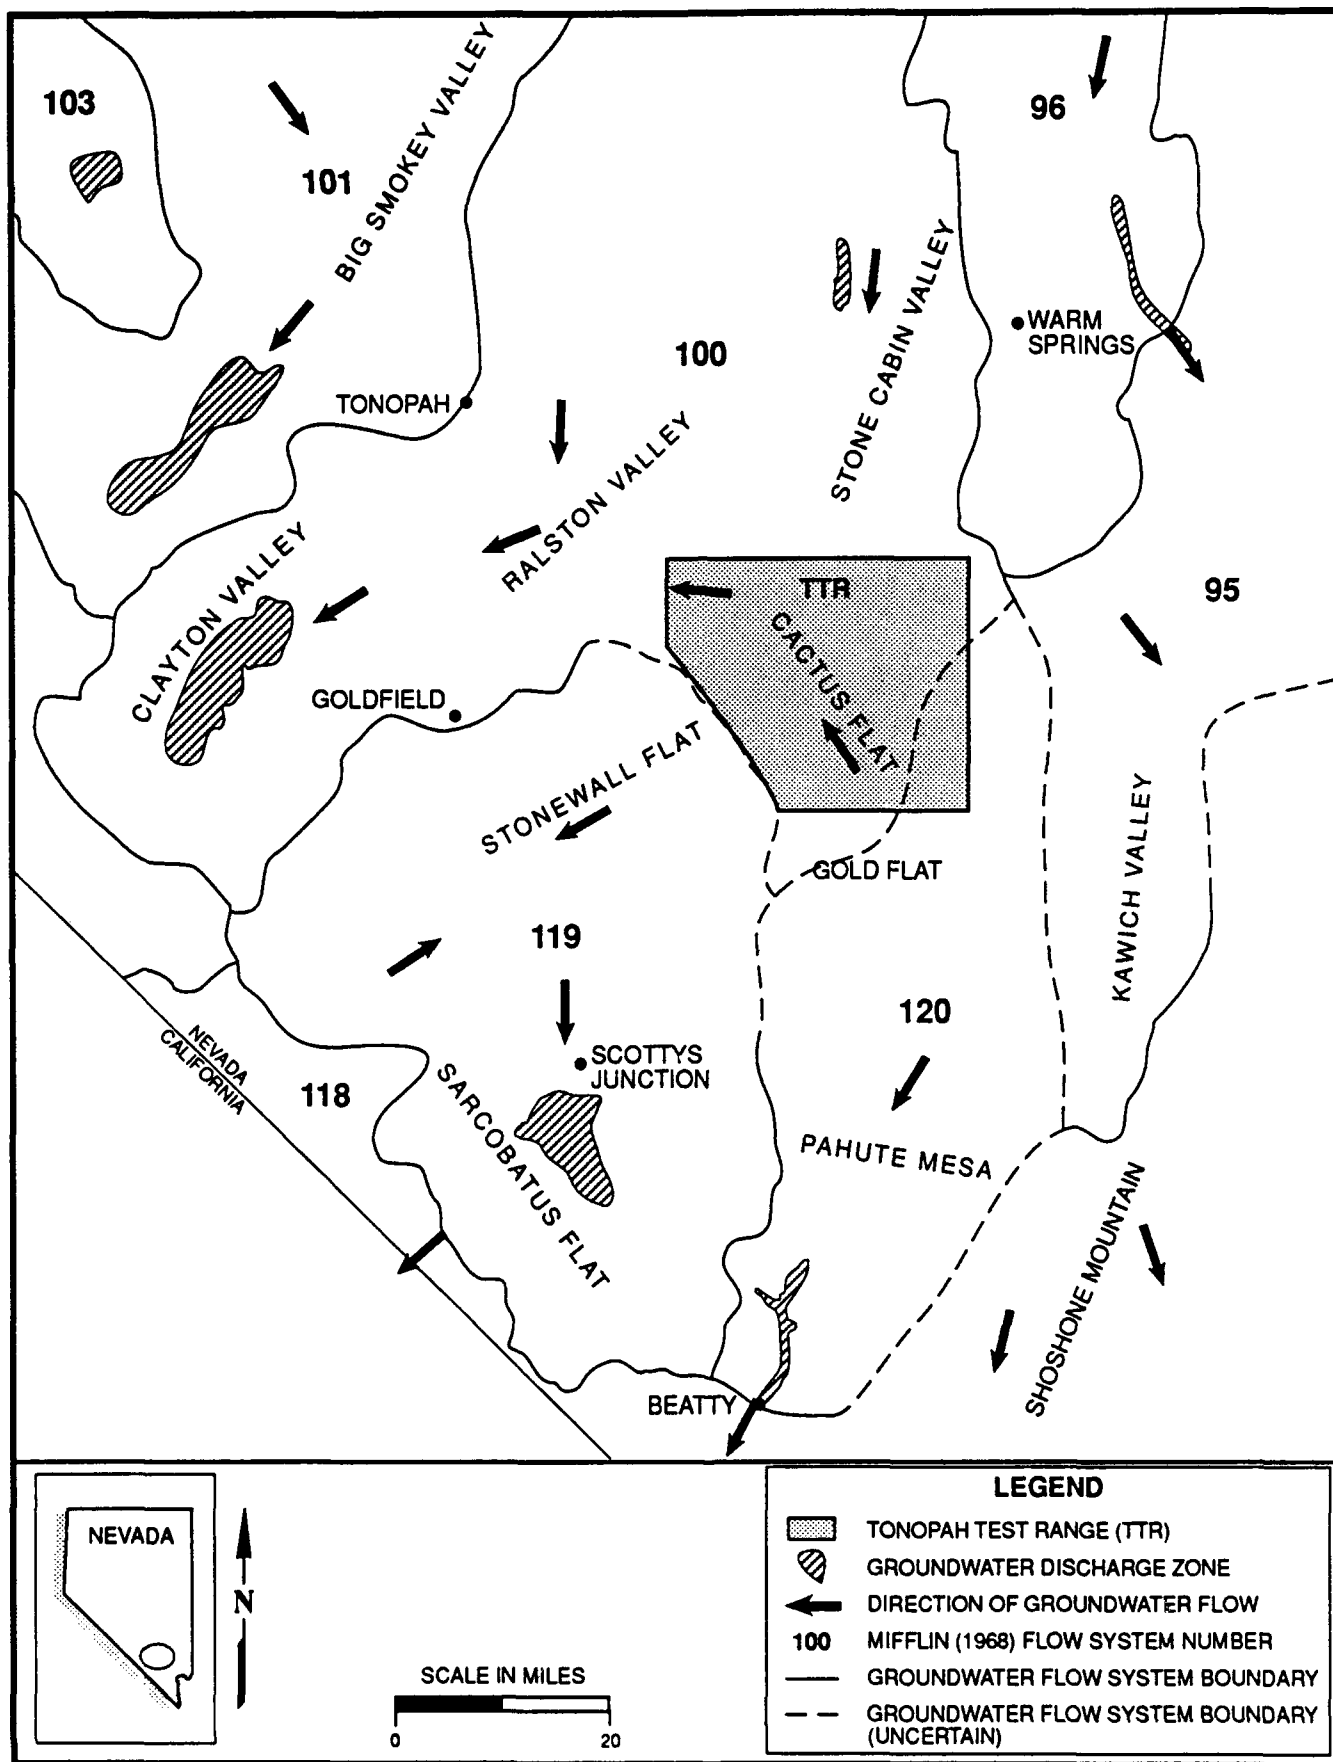 103
96
101
BIG SMOKEY VALLEY
100
STONE CABIN VALLEY
WARM
SPRINGS
TONOPAH
RALSTON VALLEY
CLAYTON VALLEY
TTR
CACTUS FLAT
95
GOLDFIELD
STONEWALL FLAT
GOLD FLAT
KAWICH VALLEY
119
120
NEVADA
CALIFORNIA
118
SCOTTYS
JUNCTION
SARCOBATUS FLAT
PAHUTE MESA
SHOSHONE MOUNTAIN
BEATTY
NEVADA
N
SCALE IN MILES
0 20
LEGEND
TONOPAH TEST RANGE (TTR)
GROUNDWATER DISCHARGE ZONE
DIRECTION OF GROUNDWATER FLOW
100 MIFFLIN (1968) FLOW SYSTEM NUMBER
GROUNDWATER FLOW SYSTEM BOUNDARY
GROUNDWATER FLOW SYSTEM BOUNDARY
(UNCERTAIN)